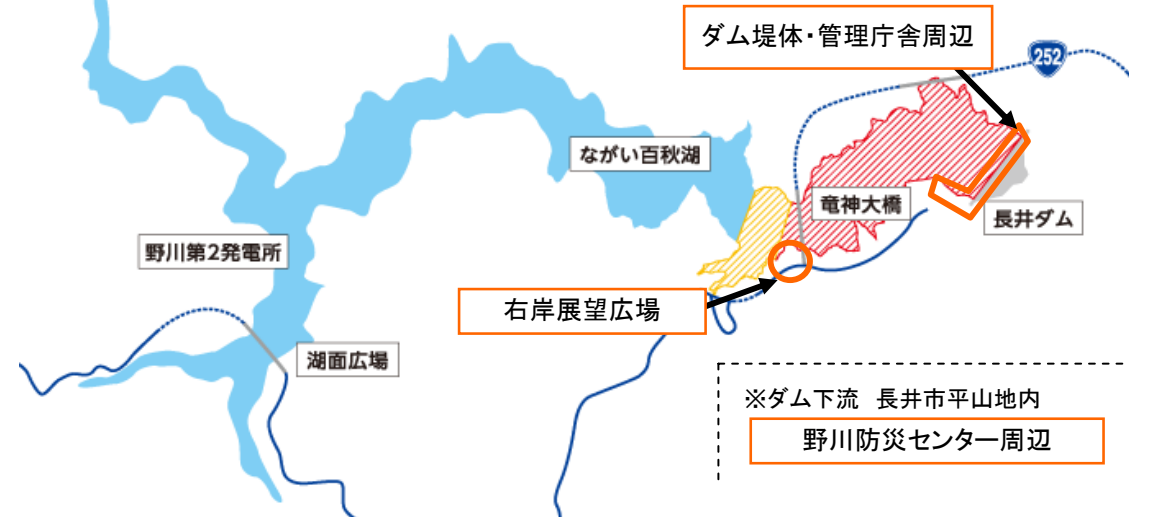 ダム堤体・管理庁舎周辺
252
ながい百秋湖
竜神大橋
長井ダム
野川第2発電所
右岸展望広場
湖面広場
※ダム下流 長井市平山地内
野川防災センター周辺